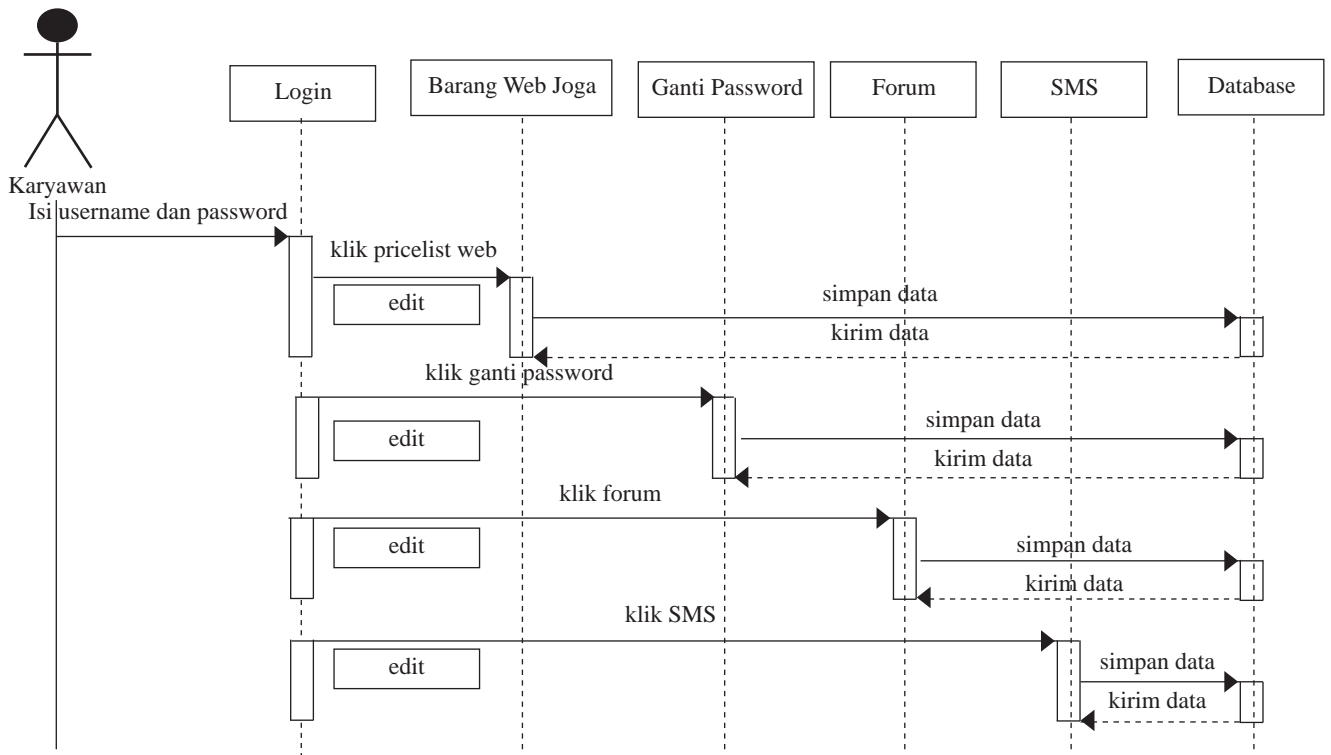 Login
Barang Web Joga
Ganti Password
Forum
SMS
Database
Karyawan
Isi username dan password
klik pricelist web
edit
simpan data
kirim data
klik ganti password
edit
simpan data
kirim data
klik forum
edit
simpan data
kirim data
klik SMS
edit
simpan data
kirim data